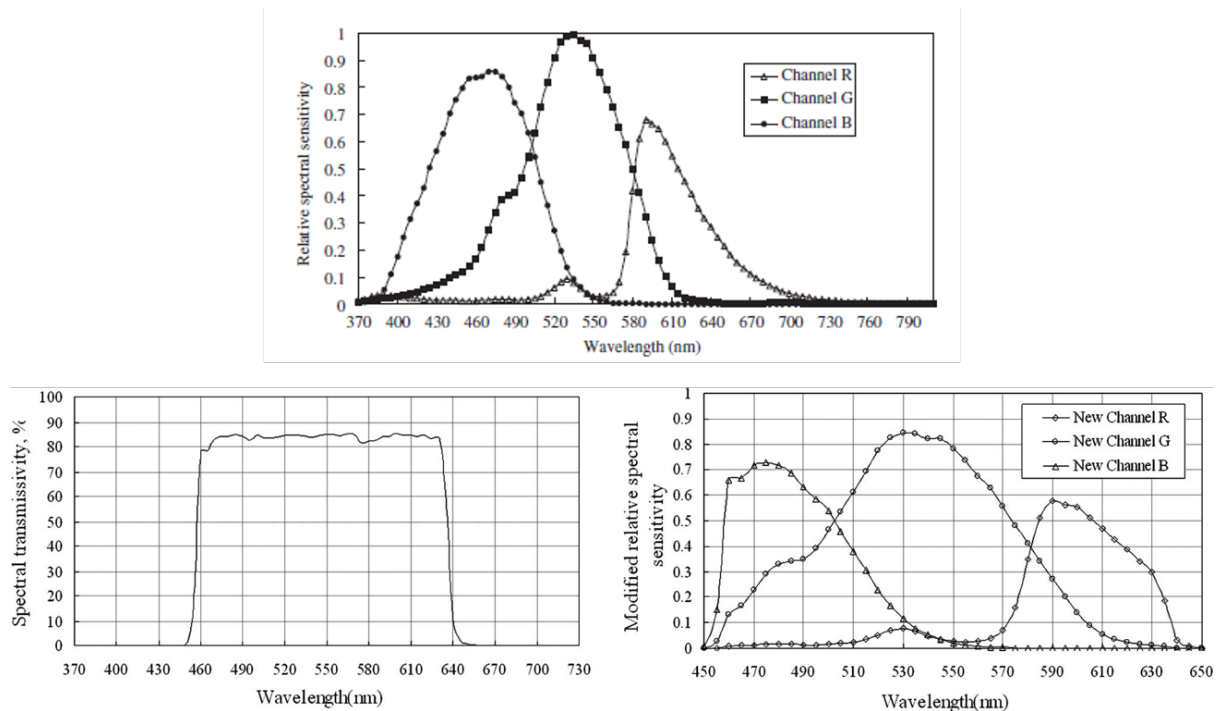 1
0.9
0.8
0.7
0.6
0.5
0.4
0.3
0.2
0.1
0
Relative spectral sensitivity
Channel R
Channel G
Channel B
370 400 430 460 490 520 550 580 610 640 670 700 730 760 790
Wavelength (nm)
100
90
80
70
60
50
40
30
20
10
0
Spectral transmissivity, %
370 400 430 460 490 520 550 580 610 640 670 700 730
Wavelength(nm)
1
0.9
0.8
0.7
0.6
0.5
0.4
0.3
0.2
0.1
0
Modified relative spectral
sensitivity
New Channel R
New Channel G
New Channel B
450 470 490 510 530 550 570 590 610 630 650
Wavelength(nm)